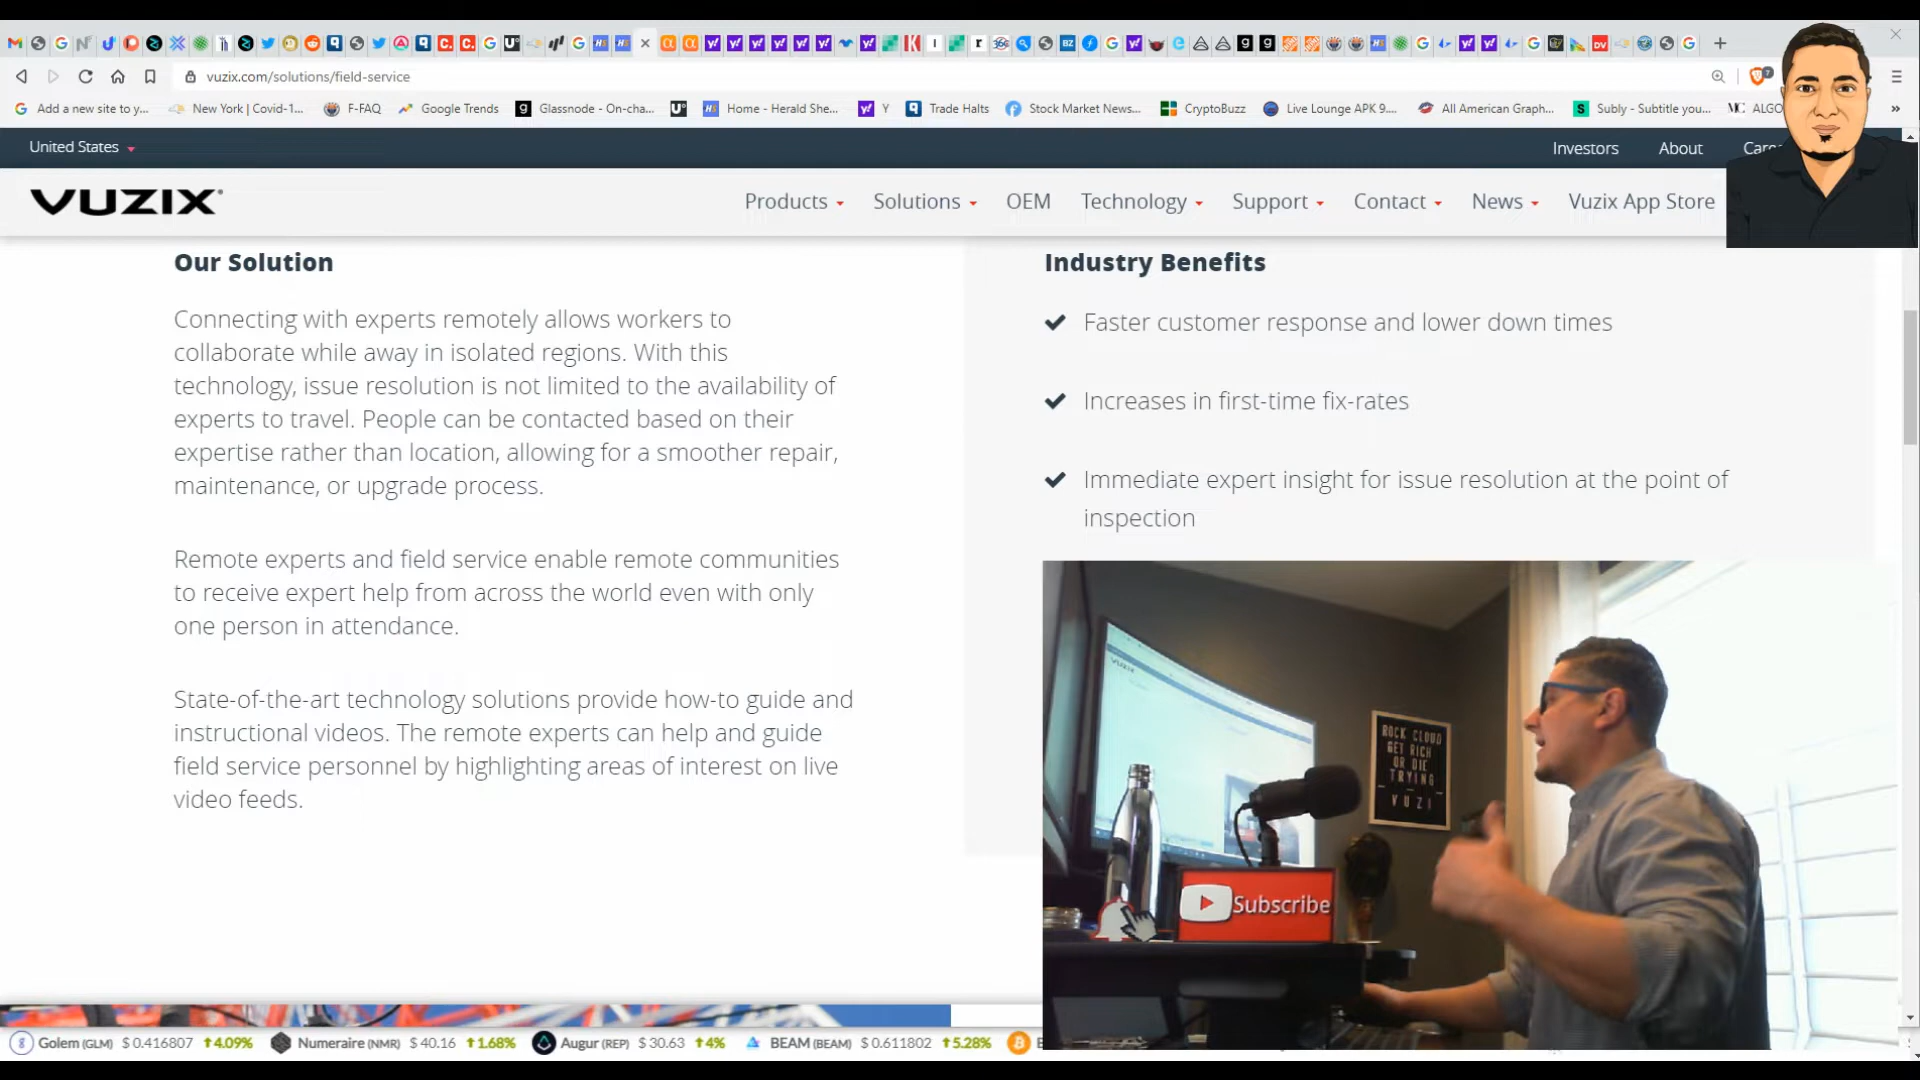 vuzix.com/solutions/field-service
7
Add a new site to y...
New York | Covid-1...
F-FAQ
Google Trends
Glassnode - On-cha...
Home - Herald She...
Y
Trade Halts
Stock Market News...
CryptoBuzz
Live Lounge APK 9....
All American Graph...
Subly - Subtitle you...
MC ALGO
»
United States
Investors
About
Care
VUZIX
Products
Solutions
OEM
Technology
Support
Contact
News
Vuzix App Store
Our Solution
Connecting with experts remotely allows workers to
collaborate while away in isolated regions. With this
technology, issue resolution is not limited to the availability of
experts to travel. People can be contacted based on their
expertise rather than location, allowing for a smoother repair,
maintenance, or upgrade process.
Remote experts and field service enable remote communities
to receive expert help from across the world even with only
one person in attendance.
State-of-the-art technology solutions provide how-to guide and
instructional videos. The remote experts can help and guide
field service personnel by highlighting areas of interest on live
video feeds.
Industry Benefits
Faster customer response and lower down times
Increases in first-time fix-rates
Immediate expert insight for issue resolution at the point of
inspection
VUZIX
ROCK CLOUD
GET RICH
OR DIE
TRYING
VUZI
Subscribe
Golem (GLM) $ 0.416807 4.09%
Numeraire (NMR) $ 40.16 1.68%
Augur (REP) $ 30.63 4%
BEAM (BEAM) $ 0.611802 5.28%